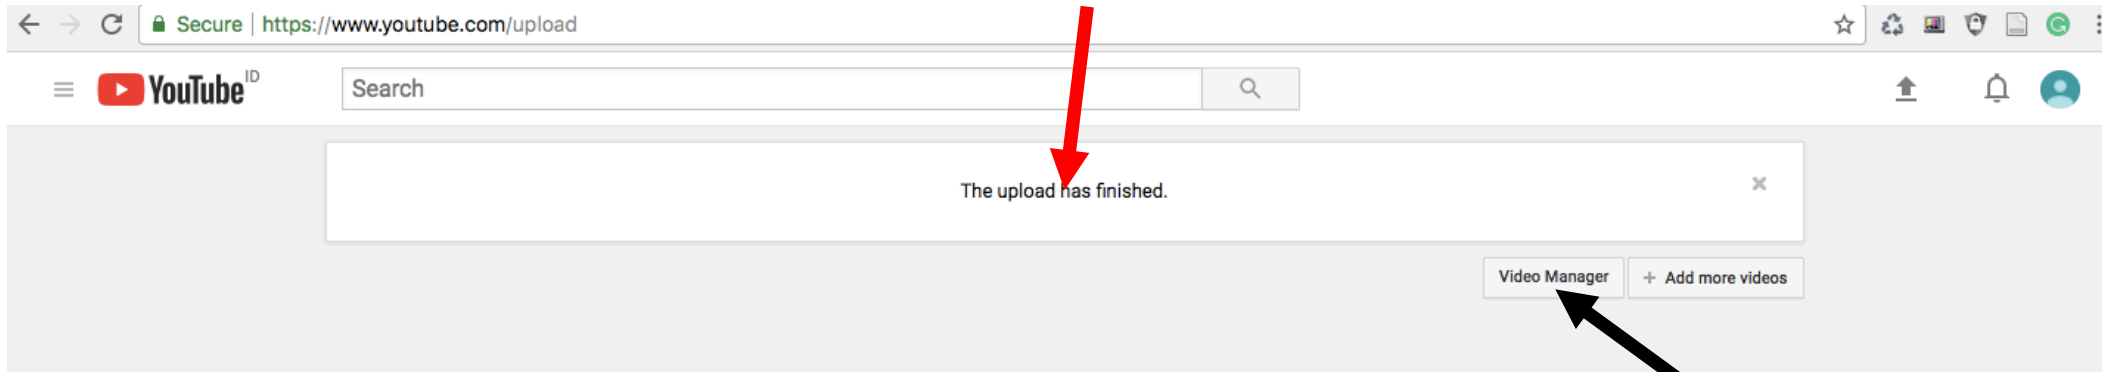 Secure | https://www.youtube.com/upload
YouTube ID
Search
The upload has finished.
Video Manager
+ Add more videos